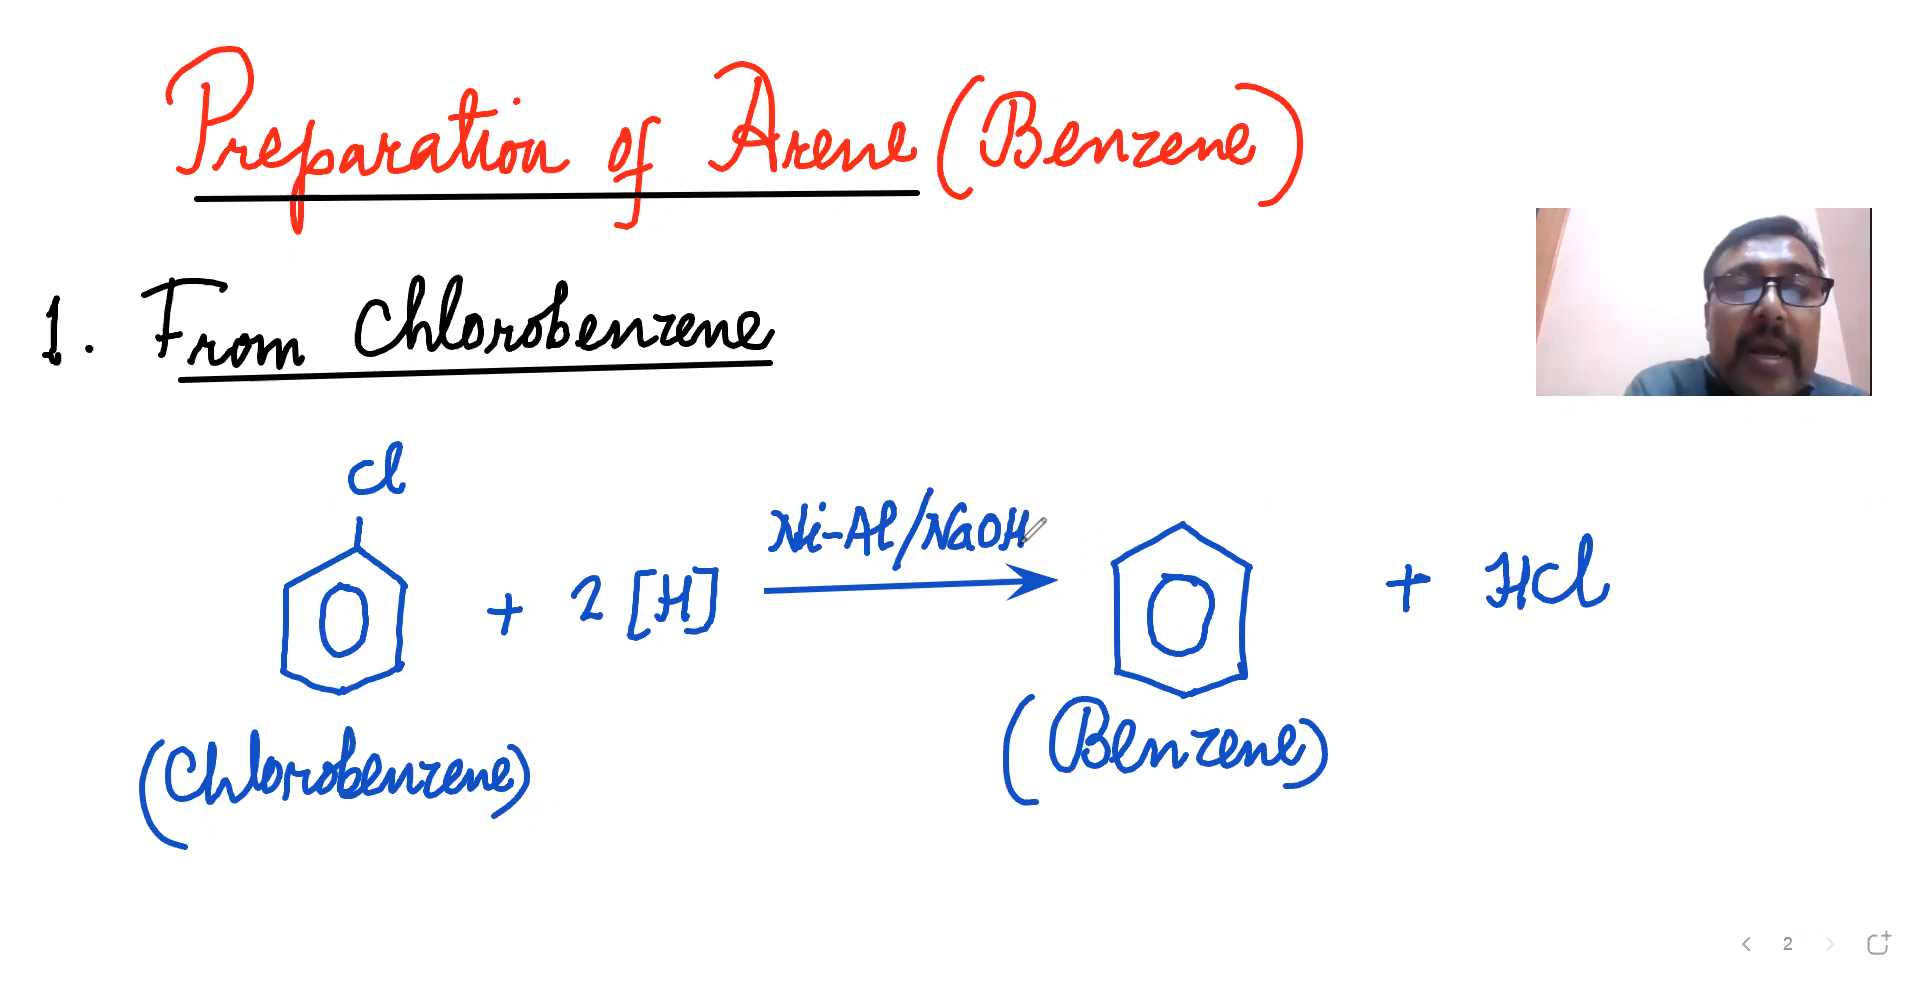 Preparation of Arene (Benzene)
1. From Chlorobenzene
Cl
+ 2 [H]
Ni-Al/NaOH
+ HCl
(Chlorobenzene)
(Benzene)
2